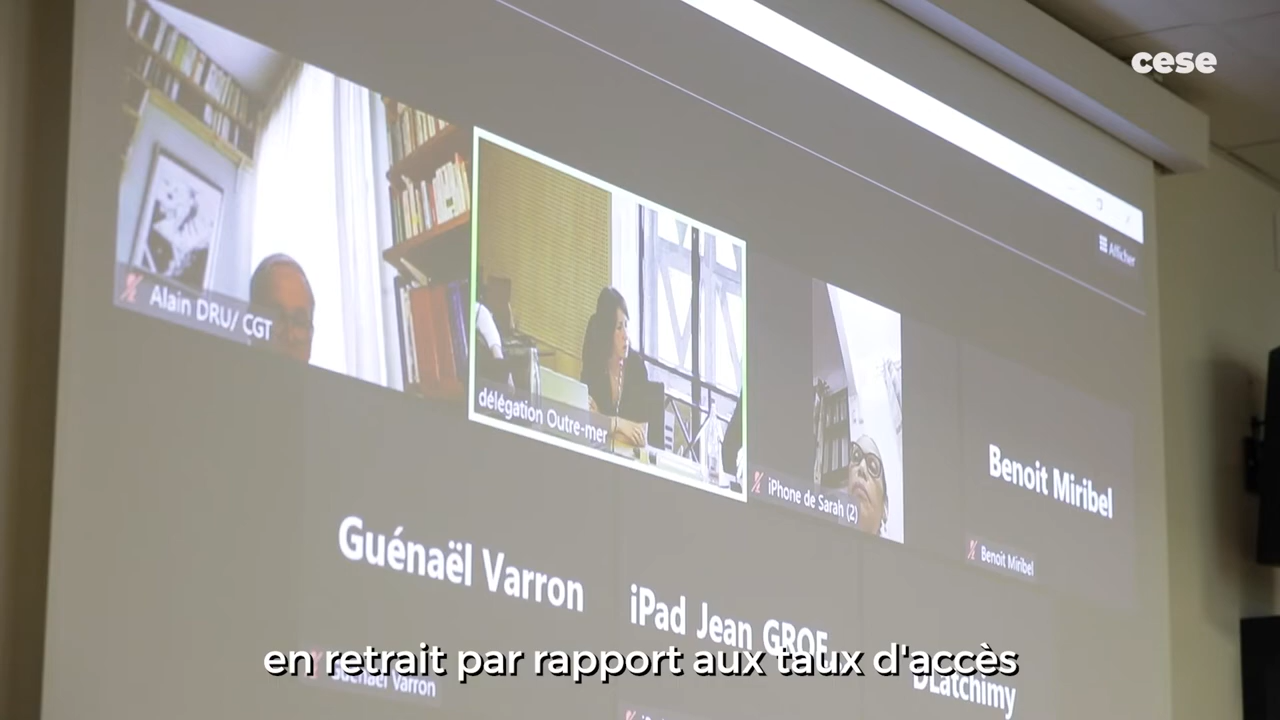 cese
Afficher
Alain DRU/ CGT
délégation Outre-mer
iPhone de Sarah (2)
Benoit Miribel
Benoit Miribel
Guénaël Varron
iPad Jean GROF
Guénaël Varron
DLatchimy
en retrait par rapport aux taux d'accès